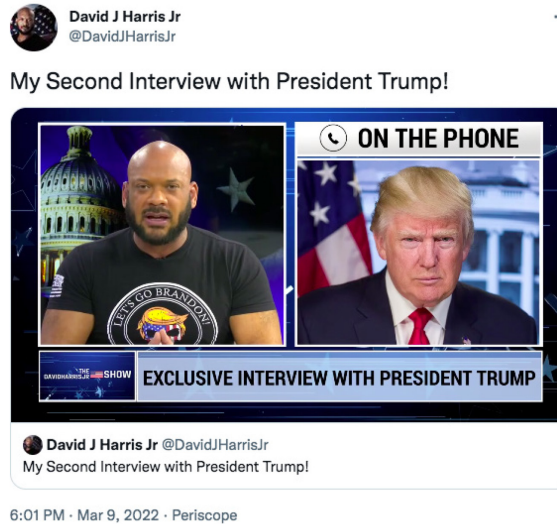 David J Harris Jr
@DavidJHarrisJr
My Second Interview with President Trump!
ON THE PHONE
LET'S GO BRANDON!
THE
DAVIDHARRISJR SHOW
EXCLUSIVE INTERVIEW WITH PRESIDENT TRUMP
David J Harris Jr @DavidJHarrisJr
My Second Interview with President Trump!
6:01 PM · Mar 9, 2022 · Periscope